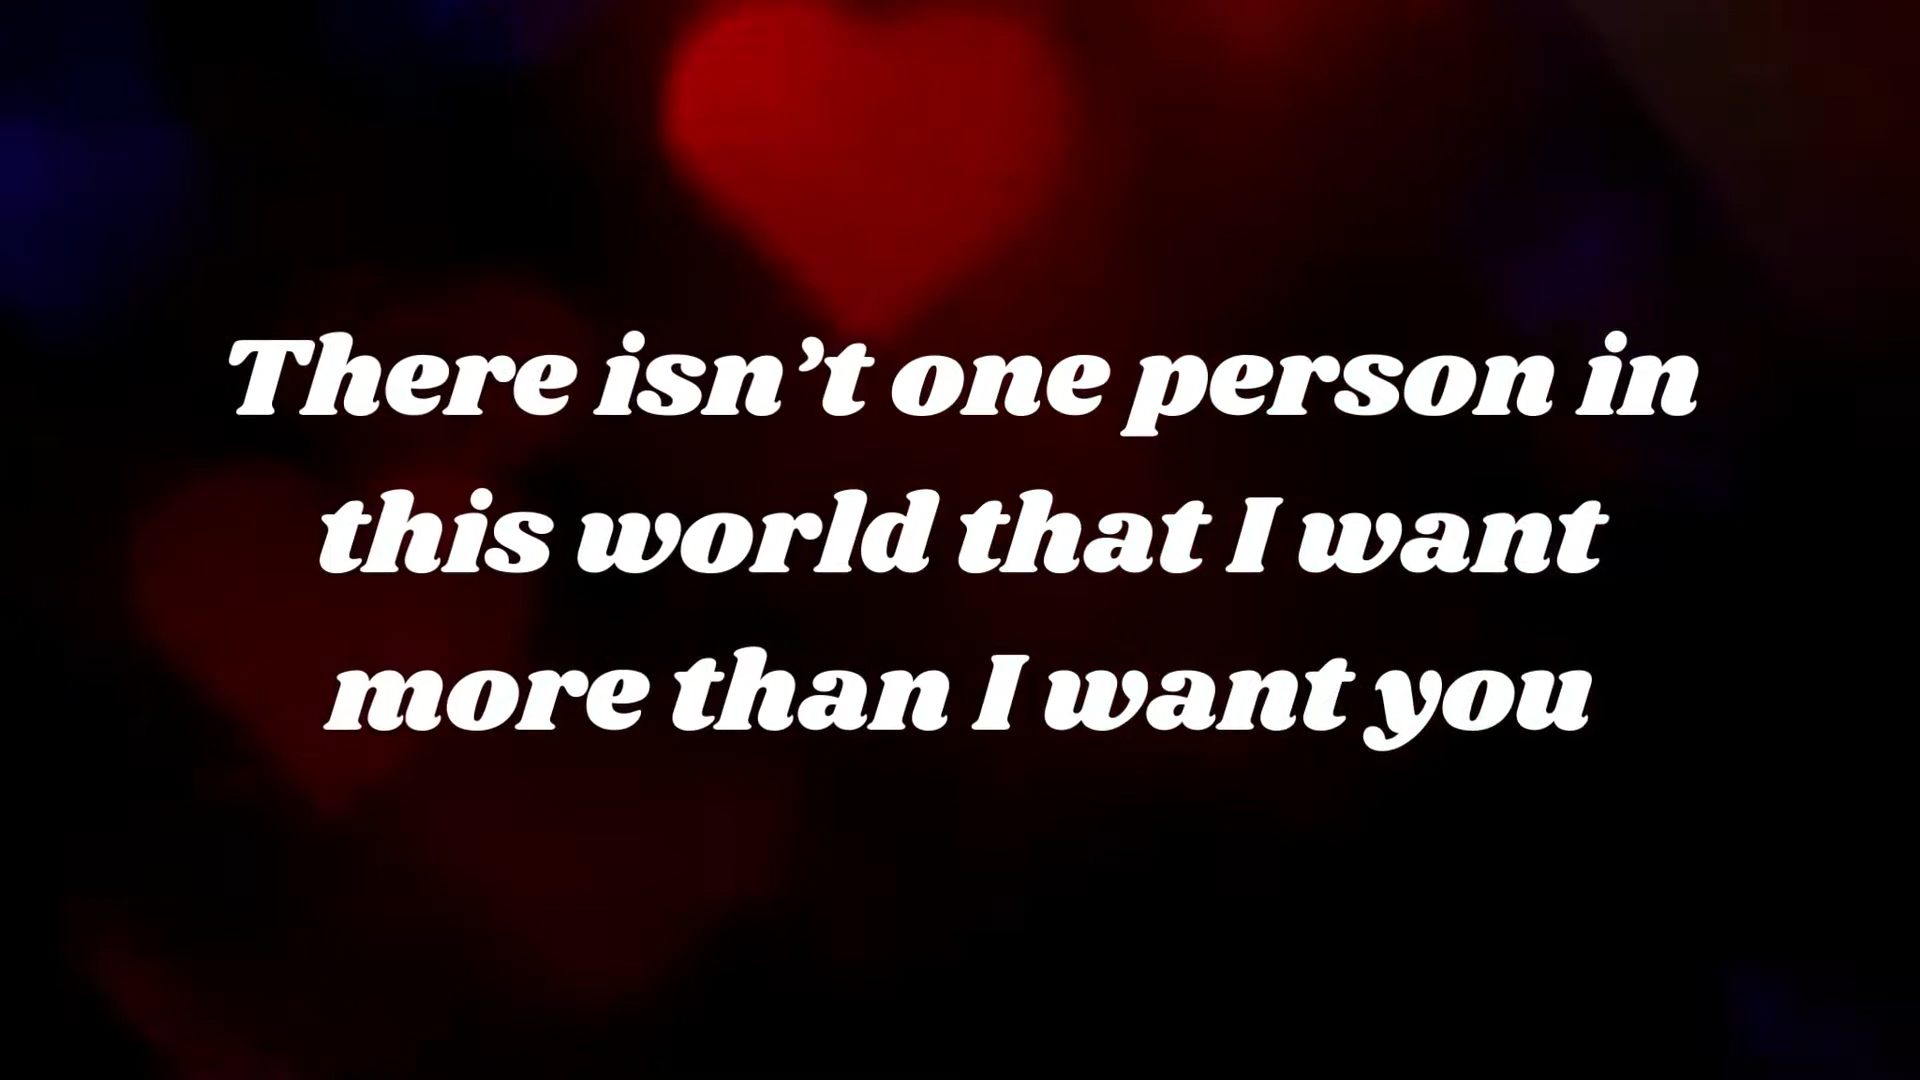 There isn’t one person in
this world that I want
more than I want you